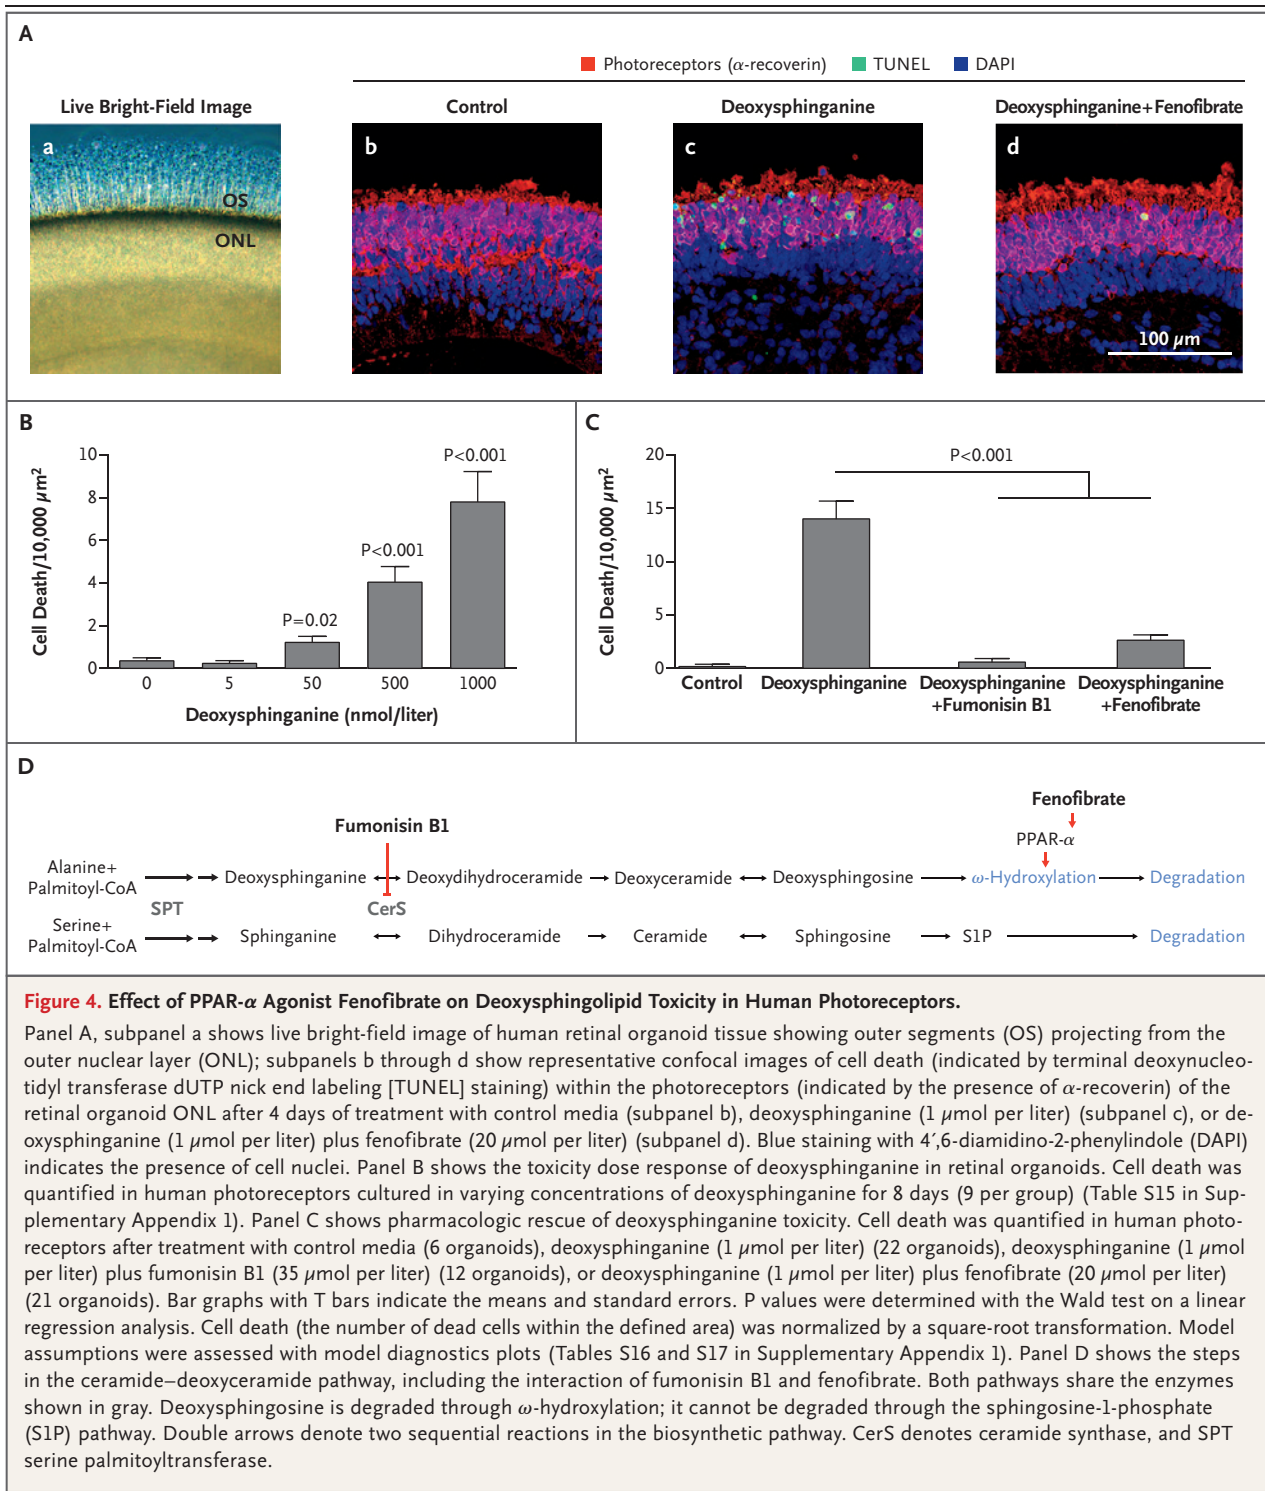 A
Photoreceptors (α-recoverin) TUNEL DAPI
Live Bright-Field Image Control Deoxysphinganine Deoxysphinganine+Fenofibrate
a b c d
OS
ONL
100 µm
B
Cell Death/10,000 µm²
10
8
6
4
2
0
P=0.02
P<0.001
P<0.001
0 5 50 500 1000
Deoxysphinganine (nmol/liter)
C
Cell Death/10,000 µm²
20
15
10
5
0
P<0.001
Control Deoxysphinganine Deoxysphinganine Deoxysphinganine
+Fumonisin B1 +Fenofibrate
D
Fenofibrate
Fumonisin B1
PPAR-α
Alanine+
Palmitoyl-CoA
Deoxysphinganine Deoxydihydroceramide Deoxyceramide Deoxysphingosine ω-Hydroxylation Degradation
SPT CerS
Serine+
Palmitoyl-CoA
Sphinganine Dihydroceramide Ceramide Sphingosine S1P Degradation
Figure 4. Effect of PPAR-α Agonist Fenofibrate on Deoxysphingolipid Toxicity in Human Photoreceptors.
Panel A, subpanel a shows live bright-field image of human retinal organoid tissue showing outer segments (OS) projecting from the
outer nuclear layer (ONL); subpanels b through d show representative confocal images of cell death (indicated by terminal deoxynucleo-
tidyl transferase dUTP nick end labeling [TUNEL] staining) within the photoreceptors (indicated by the presence of α-recoverin) of the
retinal organoid ONL after 4 days of treatment with control media (subpanel b), deoxysphinganine (1 µmol per liter) (subpanel c), or de-
oxysphinganine (1 µmol per liter) plus fenofibrate (20 µmol per liter) (subpanel d). Blue staining with 4′,6-diamidino-2-phenylindole (DAPI)
indicates the presence of cell nuclei. Panel B shows the toxicity dose response of deoxysphinganine in retinal organoids. Cell death was
quantified in human photoreceptors cultured in varying concentrations of deoxysphinganine for 8 days (9 per group) (Table S15 in Sup-
plementary Appendix 1). Panel C shows pharmacologic rescue of deoxysphinganine toxicity. Cell death was quantified in human photo-
receptors after treatment with control media (6 organoids), deoxysphinganine (1 µmol per liter) (22 organoids), deoxysphinganine (1 µmol
per liter) plus fumonisin B1 (35 µmol per liter) (12 organoids), or deoxysphinganine (1 µmol per liter) plus fenofibrate (20 µmol per liter)
(21 organoids). Bar graphs with T bars indicate the means and standard errors. P values were determined with the Wald test on a linear
regression analysis. Cell death (the number of dead cells within the defined area) was normalized by a square-root transformation. Model
assumptions were assessed with model diagnostics plots (Tables S16 and S17 in Supplementary Appendix 1). Panel D shows the steps
in the ceramide–deoxyceramide pathway, including the interaction of fumonisin B1 and fenofibrate. Both pathways share the enzymes
shown in gray. Deoxysphingosine is degraded through ω-hydroxylation; it cannot be degraded through the sphingosine-1-phosphate
(S1P) pathway. Double arrows denote two sequential reactions in the biosynthetic pathway. CerS denotes ceramide synthase, and SPT
serine palmitoyltransferase.